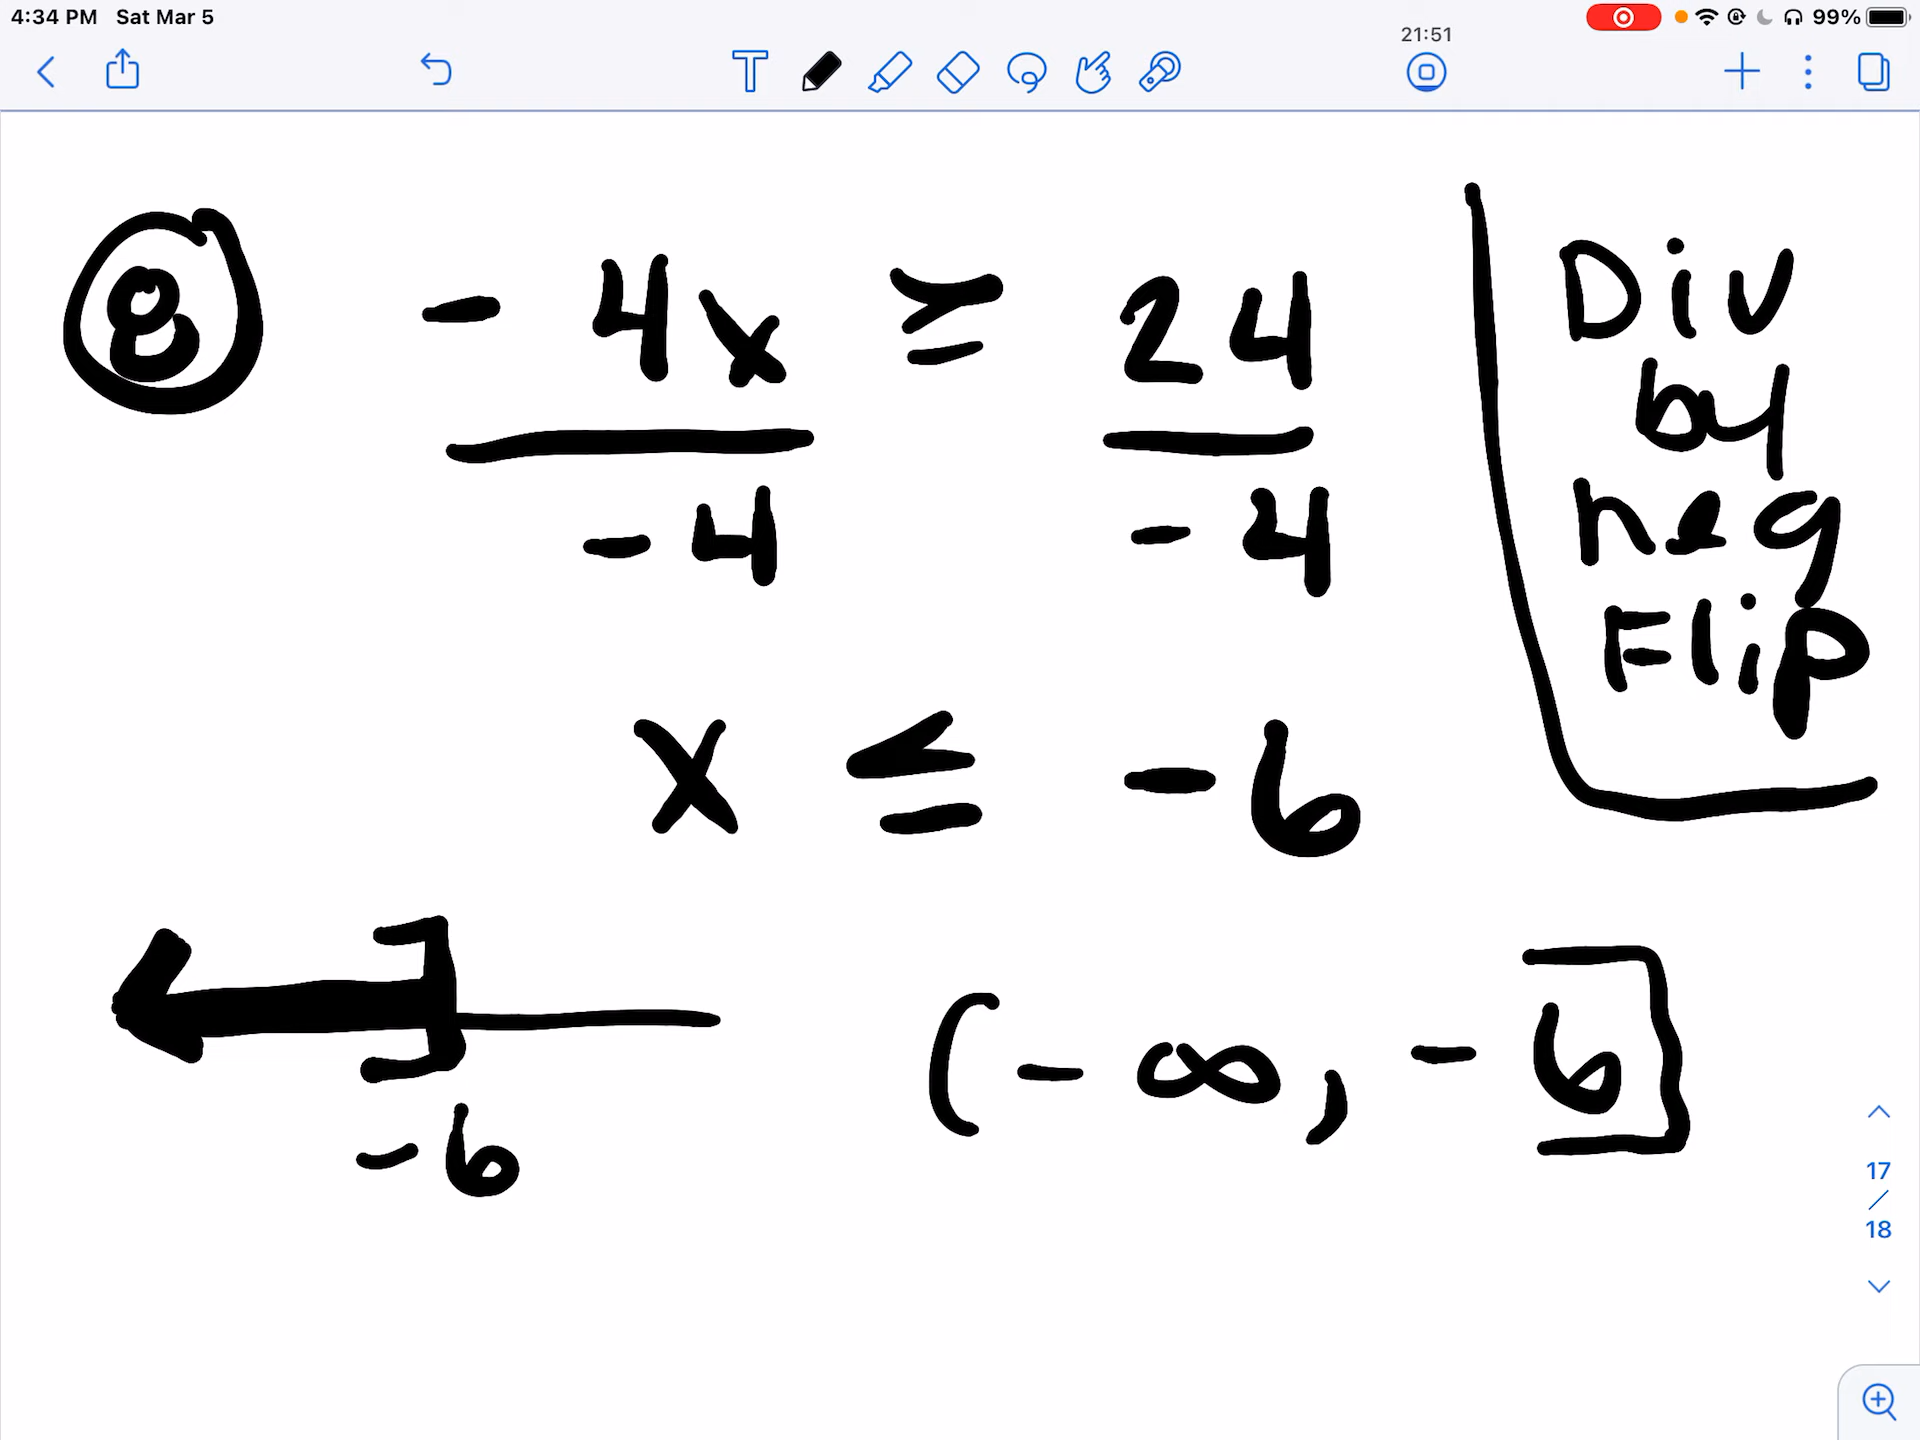 4:34 PM Sat Mar 5
99%
21:51
T
8 - 4x ≥ 24
-4 -4
x ≤ -6
Div
by
neg
Flip
-6
(-∞, -6]
17
/
18